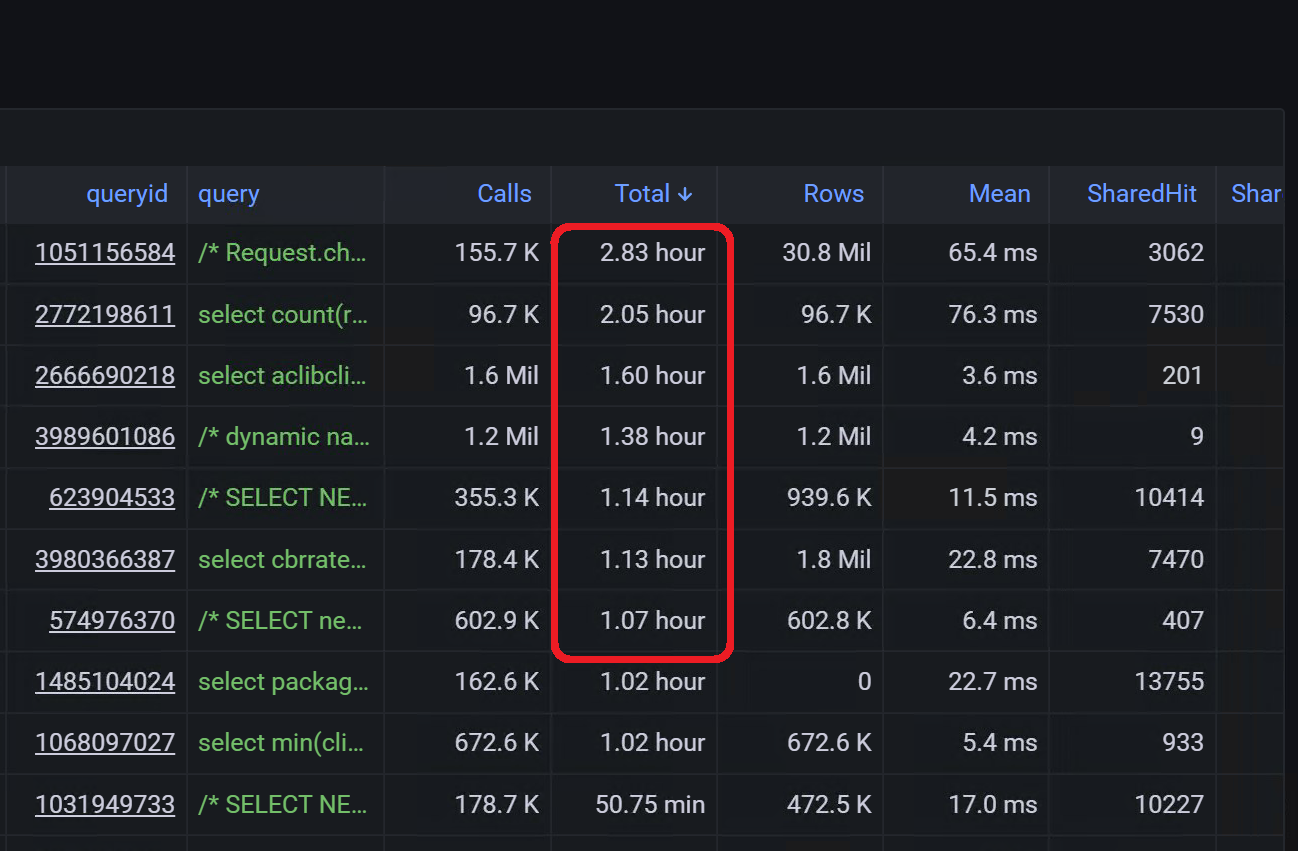 queryid query Calls Total ↓ Rows Mean SharedHit Shar
1051156584 /* Request.ch... 155.7 K 2.83 hour 30.8 Mil 65.4 ms 3062
2772198611 select count(r... 96.7 K 2.05 hour 96.7 K 76.3 ms 7530
2666690218 select aclibcli... 1.6 Mil 1.60 hour 1.6 Mil 3.6 ms 201
3989601086 /* dynamic na... 1.2 Mil 1.38 hour 1.2 Mil 4.2 ms 9
623904533 /* SELECT NE... 355.3 K 1.14 hour 939.6 K 11.5 ms 10414
3980366387 select cbrrate... 178.4 K 1.13 hour 1.8 Mil 22.8 ms 7470
574976370 /* SELECT ne... 602.9 K 1.07 hour 602.8 K 6.4 ms 407
1485104024 select packag... 162.6 K 1.02 hour 0 22.7 ms 13755
1068097027 select min(cli... 672.6 K 1.02 hour 672.6 K 5.4 ms 933
1031949733 /* SELECT NE... 178.7 K 50.75 min 472.5 K 17.0 ms 10227